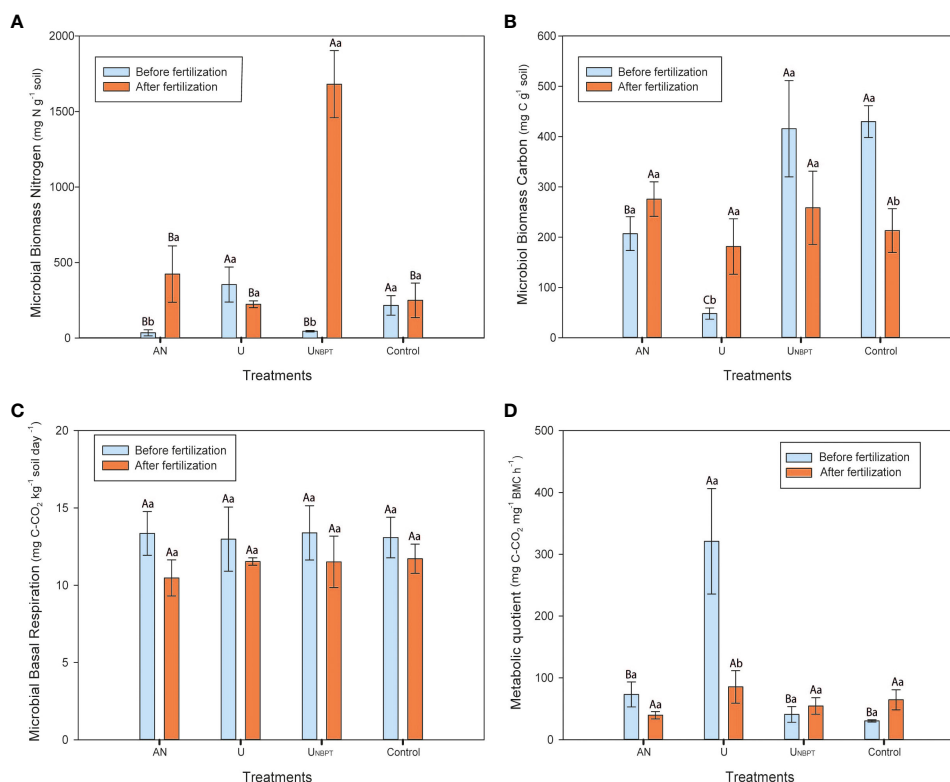 A
Microbial Biomass Nitrogen (mg N g⁻¹ soil)
2000
1500
1000
500
0
Before fertilization
After fertilization
Bb Ba Aa Ba Bb Aa Aa Ba
AN U UNBPT Control
Treatments
B
Microbiol Biomass Carbon (mg C g¹ soil)
600
500
400
300
200
100
0
Before fertilization
After fertilization
Ba Aa Cb Aa Aa Aa Aa Ab
AN U UNBPT Control
Treatments
C
Microbial Basal Respiration (mg C-CO₂ kg⁻¹ soil day ⁻¹)
20
15
10
5
0
Before fertilization
After fertilization
Aa Aa Aa Aa Aa Aa Aa Aa
AN U UNBPT Control
Treatments
D
Metabolic quotient (mg C-CO₂ mg⁻¹ BMC h⁻¹)
500
400
300
200
100
0
Before fertilization
After fertilization
Ba Aa Aa Ab Ba Aa Ba Aa
AN U UNBPT Control
Treatments